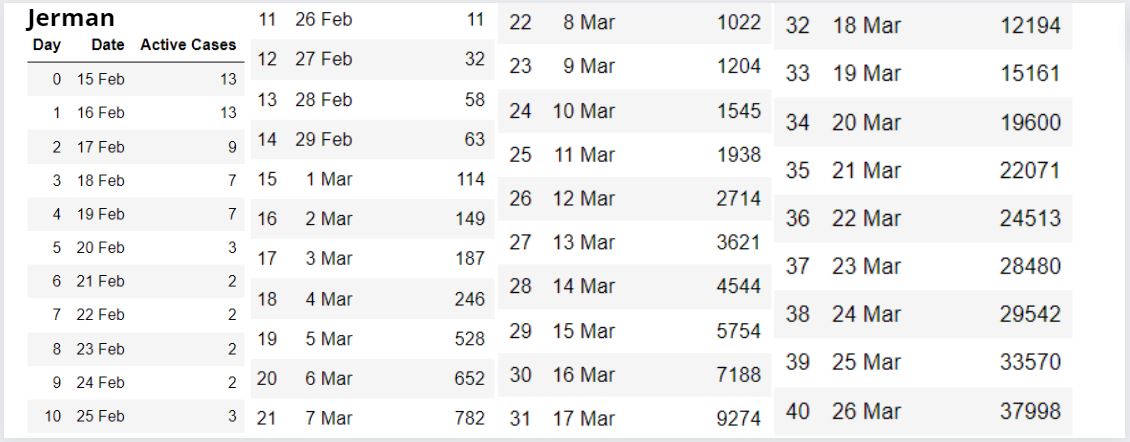 Jerman
Day Date Active Cases
0 15 Feb 13
1 16 Feb 13
2 17 Feb 9
3 18 Feb 7
4 19 Feb 7
5 20 Feb 3
6 21 Feb 2
7 22 Feb 2
8 23 Feb 2
9 24 Feb 2
10 25 Feb 3
11 26 Feb 11
12 27 Feb 32
13 28 Feb 58
14 29 Feb 63
15 1 Mar 114
16 2 Mar 149
17 3 Mar 187
18 4 Mar 246
19 5 Mar 528
20 6 Mar 652
21 7 Mar 782
22 8 Mar 1022
23 9 Mar 1204
24 10 Mar 1545
25 11 Mar 1938
26 12 Mar 2714
27 13 Mar 3621
28 14 Mar 4544
29 15 Mar 5754
30 16 Mar 7188
31 17 Mar 9274
32 18 Mar 12194
33 19 Mar 15161
34 20 Mar 19600
35 21 Mar 22071
36 22 Mar 24513
37 23 Mar 28480
38 24 Mar 29542
39 25 Mar 33570
40 26 Mar 37998